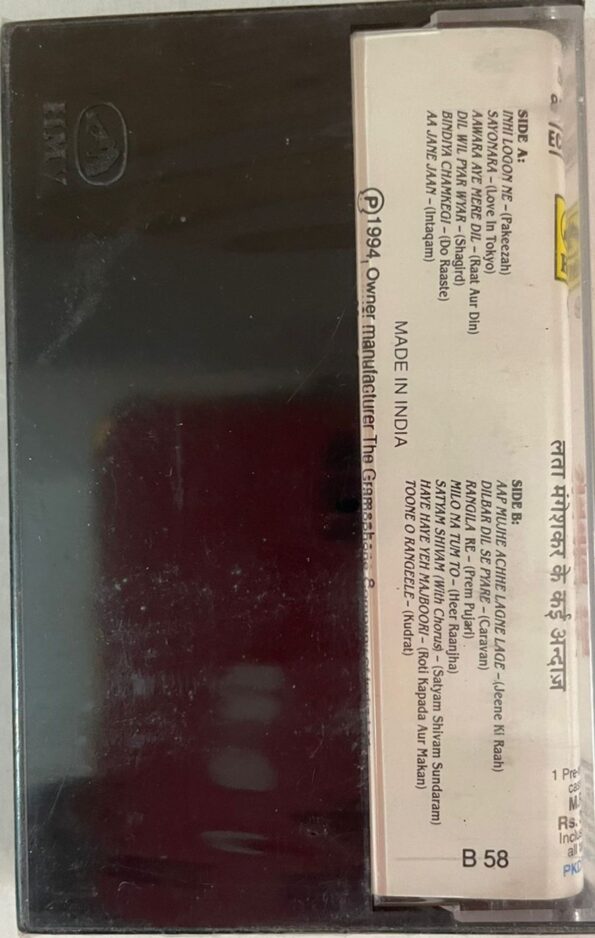 HMV
लता मंगेशकर के कई अन्दाज़
SIDE A:
INHI LOGON NE – (Pakeezah)
SAYONARA – (Love In Tokyo)
AAWARA AYE MERE DIL – (Raat Aur Din)
DIL WIL PYAR WYAR – (Shagird)
BINDIYA CHAMKEGI – (Do Raaste)
AA JANE JAAN – (Intaqam)
SIDE B:
AAP MUJHE ACHHE LAGNE LAGE – (Jeene Ki Raah)
DILBAR DIL SE PYARE – (Caravan)
RANGILA RE – (Prem Pujari)
MILO NA TUM TO – (Heer Raanjha)
SATYAM SHIVAM (With Chorus) – (Satyam Shivam Sundaram)
HAYE HAYE YEH MAJBOORI – (Roti Kapada Aur Makan)
TOONE O RANGEELE – (Kudrat)
MADE IN INDIA
Ⓟ 1994, Owner manufacturer The Gramophone
1
Rs.
all
B 58